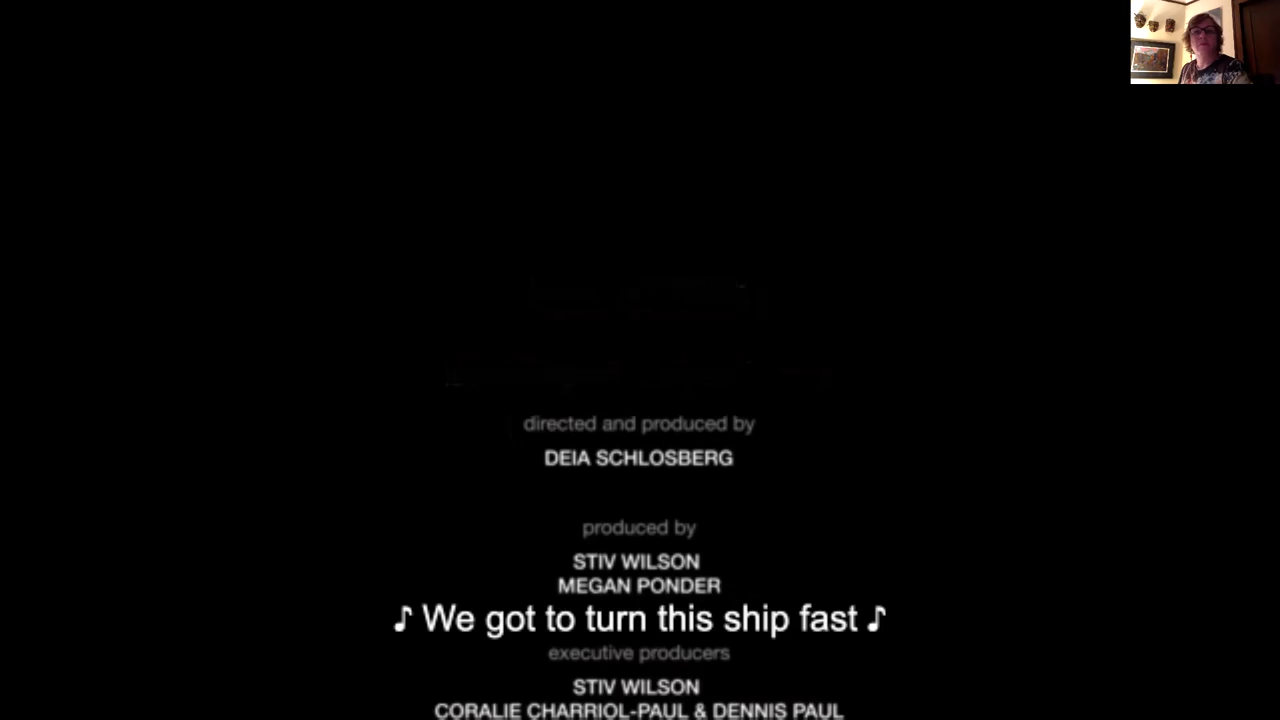 directed and produced by
DEIA SCHLOSBERG
produced by
STIV WILSON
MEGAN PONDER
♪ We got to turn this ship fast ♪
executive producers
STIV WILSON
CORALIE CHARRIOL-PAUL & DENNIS PAUL